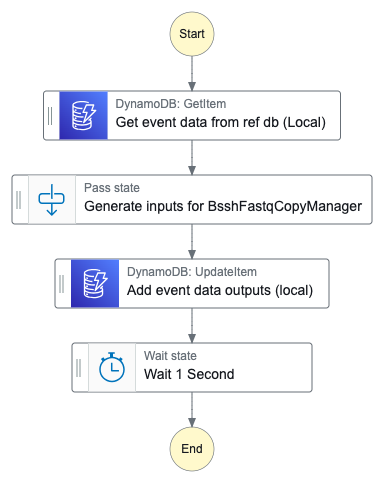 Start
DynamoDB: GetItem
Get event data from ref db (Local)
Pass state
Generate inputs for BsshFastqCopyManager
DynamoDB: UpdateItem
Add event data outputs (local)
Wait state
Wait 1 Second
End